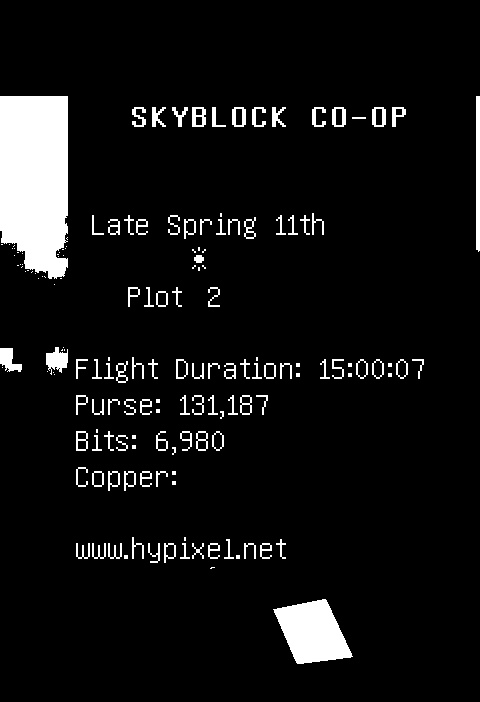 SKYBLOCK CO-OP
Late Spring 11th
☀
Plot 2
Flight Duration: 15:00:07
Purse: 131,187
Bits: 6,980
Copper:
www.hypixel.net